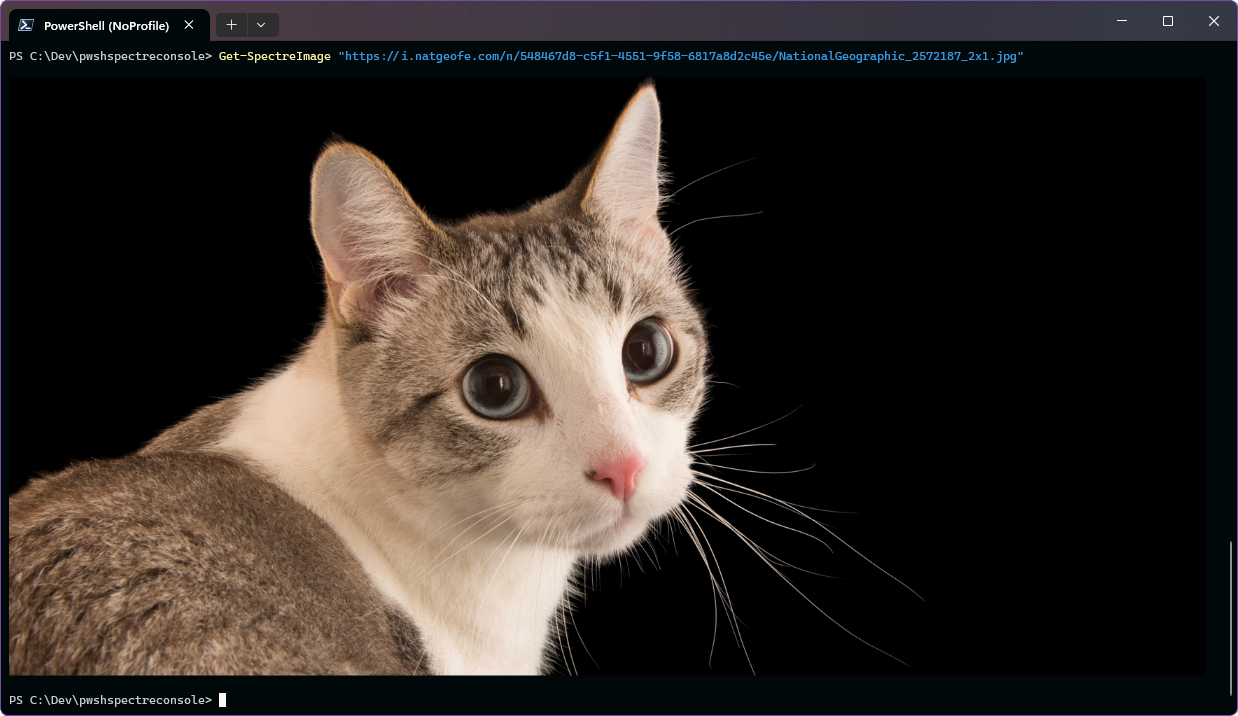 PowerShell (NoProfile)
PS C:\Dev\pwshspectreconsole> Get-SpectreImage "https://i.natgeofe.com/n/548467d8-c5f1-4551-9f58-6817a8d2c45e/NationalGeographic_2572187_2x1.jpg"
PS C:\Dev\pwshspectreconsole>